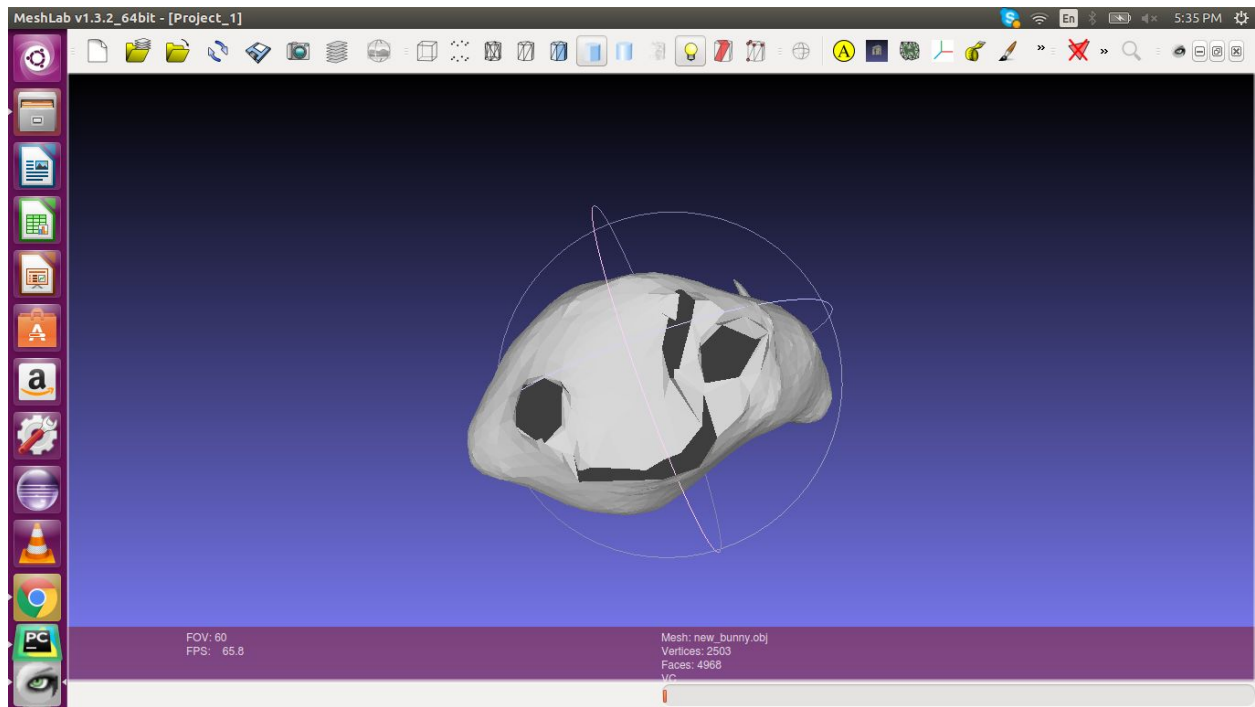 MeshLab v1.3.2_64bit - [Project_1]
En
5:35 PM
A
A
a
PC
FOV: 60
FPS: 65.8
Mesh: new_bunny.obj
Vertices: 2503
Faces: 4968
VC